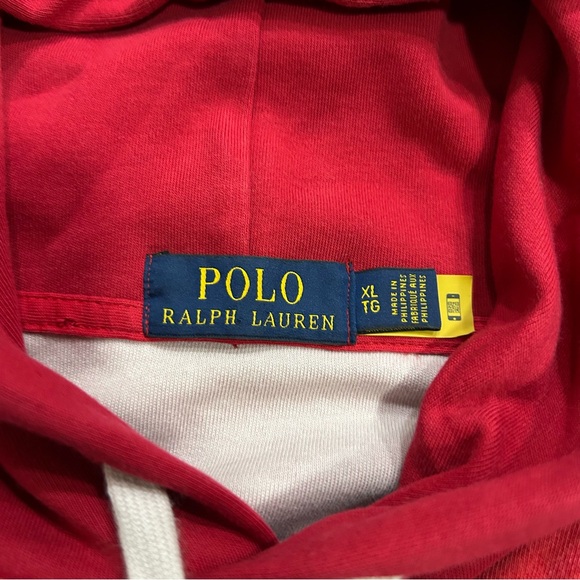 POLO
RALPH LAUREN
XL
TG
MADE IN
PHILIPPINES
FABRIQUÉ AUX
PHILIPPINES